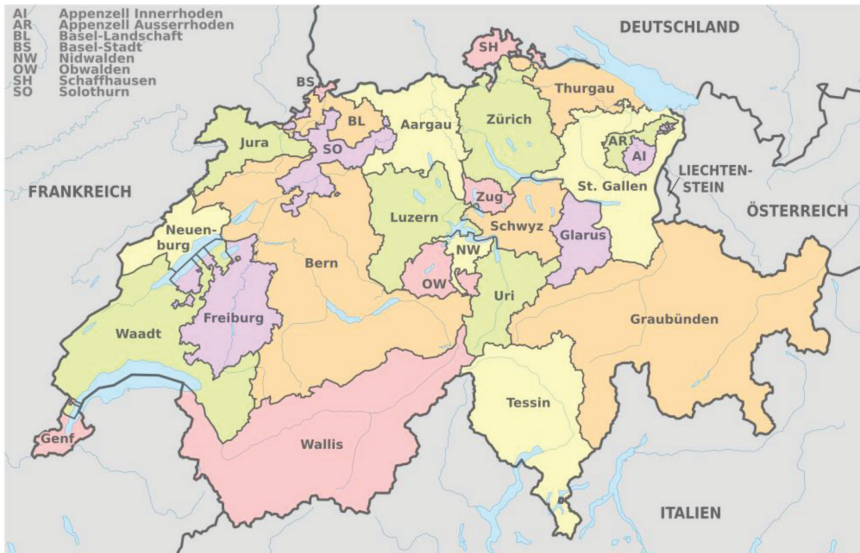 AI Appenzell Innerrhoden
AR Appenzell Ausserrhoden
BL Basel-Landschaft
BS Basel-Stadt
NW Nidwalden
OW Obwalden
SH Schaffhausen
SO Solothurn
DEUTSCHLAND
SH
BS
Thurgau
BL
Aargau
Zürich
Jura
SO
AR
AI
LIECHTEN-
STEIN
FRANKREICH
St. Gallen
Zug
ÖSTERREICH
Neuen-
burg
Luzern
Schwyz
Glarus
NW
Bern
OW
Uri
Freiburg
Graubünden
Waadt
Tessin
Genf
Wallis
ITALIEN